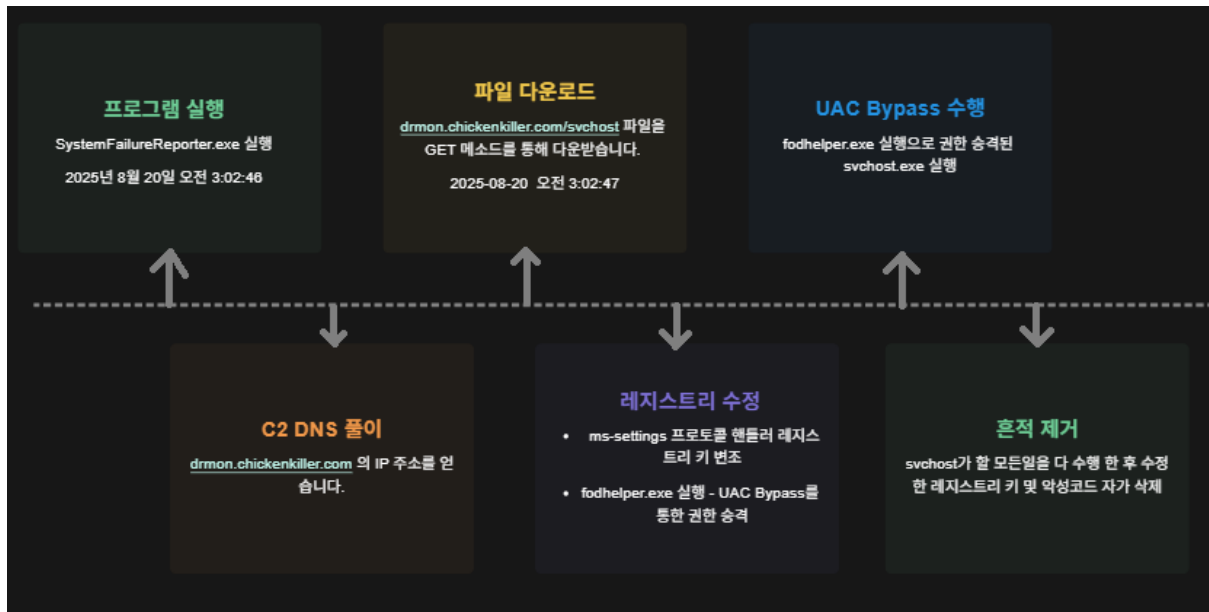 프로그램 실행
SystemFailureReporter.exe 실행
2025년 8월 20일 오전 3:02:46
C2 DNS 풀이
drmon.chickenkiller.com 의 IP 주소를 얻
습니다.
파일 다운로드
drmon.chickenkiller.com/svchost 파일을
GET 메소드를 통해 다운받습니다.
2025-08-20 오전 3:02:47
레지스트리 수정
• ms-settings 프로토콜 핸들러 레지스
트리 키 변조
• fodhelper.exe 실행 - UAC Bypass를
통한 권한 승격
UAC Bypass 수행
fodhelper.exe 실행으로 권한 승격된
svchost.exe 실행
흔적 제거
svchost가 할 모든일을 다 수행 한 후 수정
한 레지스트리 키 및 악성코드 자가 삭제